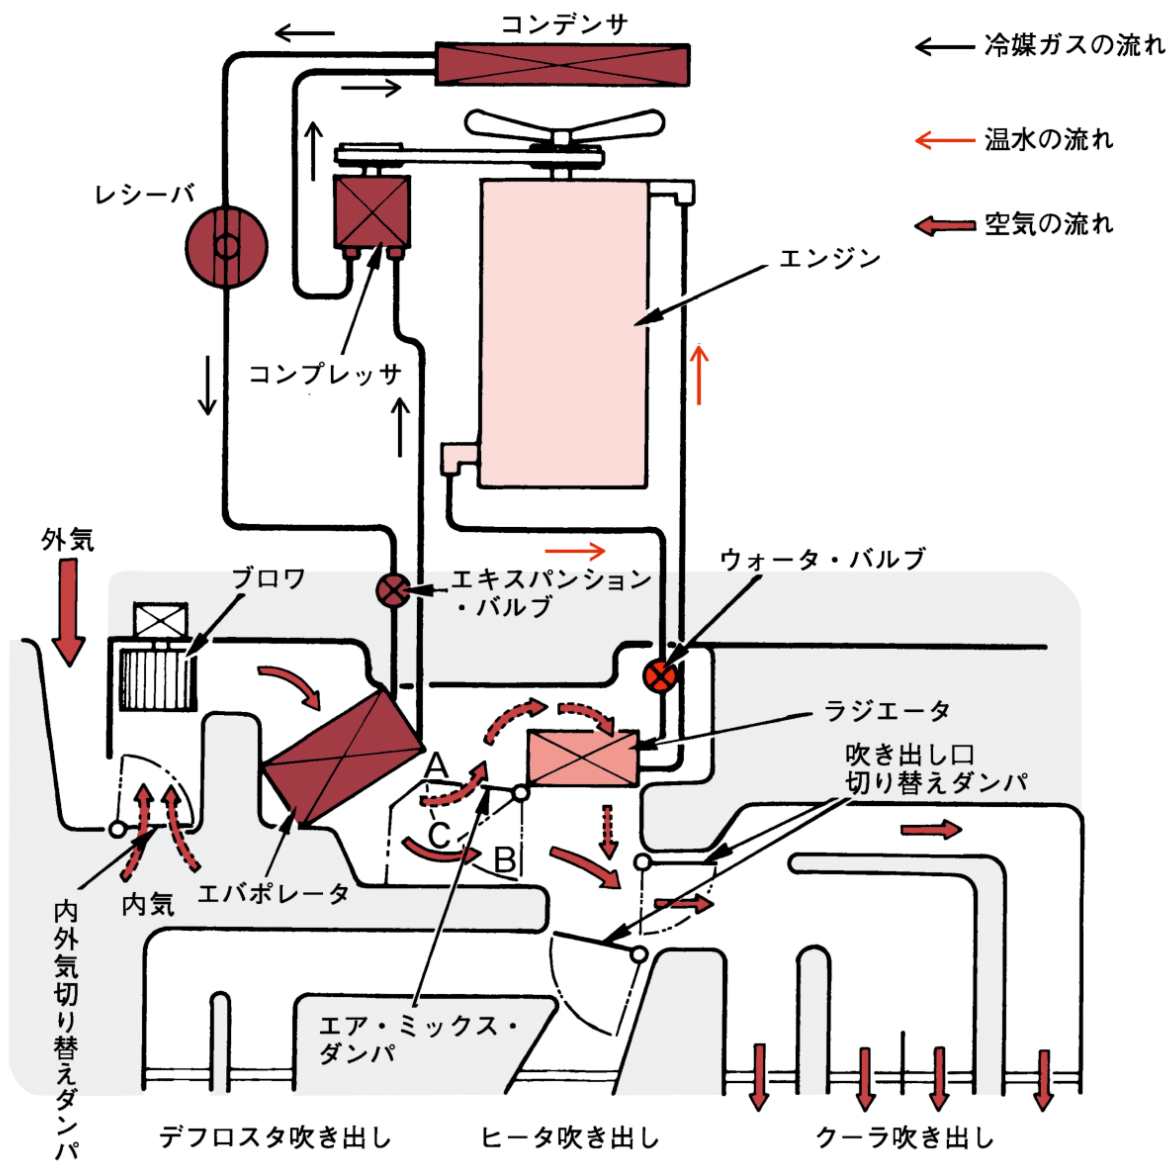 コンデンサ
冷媒ガスの流れ
温水の流れ
空気の流れ
レシーバ
エンジン
コンプレッサ
外気
ブロワ
エキスパンション
・バルブ
ウォータ・バルブ
ラジエータ
吹き出し口
切り替えダンパ
A
C
B
エバポレータ
内気
内外気切り替えダンパ
エア・ミックス・
ダンパ
デフロスタ吹き出し
ヒータ吹き出し
クーラ吹き出し